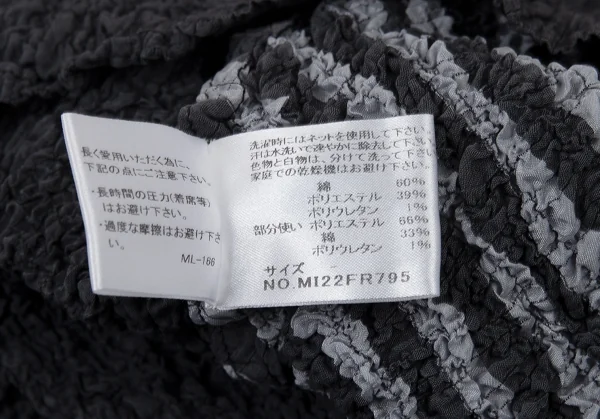 長く愛用いただく為に、
下記の点にご注意下さい。
・長時間の圧力(着席等)
はお避け下さい。
・過度な摩擦はお避け下さ
い。
ML-166
洗濯時にはネットを使用して下さい。
汗は水洗いで速やかに除去して下さい。
色物と白物は、分けて洗って下さい。
家庭での乾燥機はお避け下さい。
綿 60%
ポリエステル 39%
ポリウレタン 1%
部分使い ポリエステル 66%
綿 33%
ポリウレタン 1%
サイズ -
NO.MI22FR795